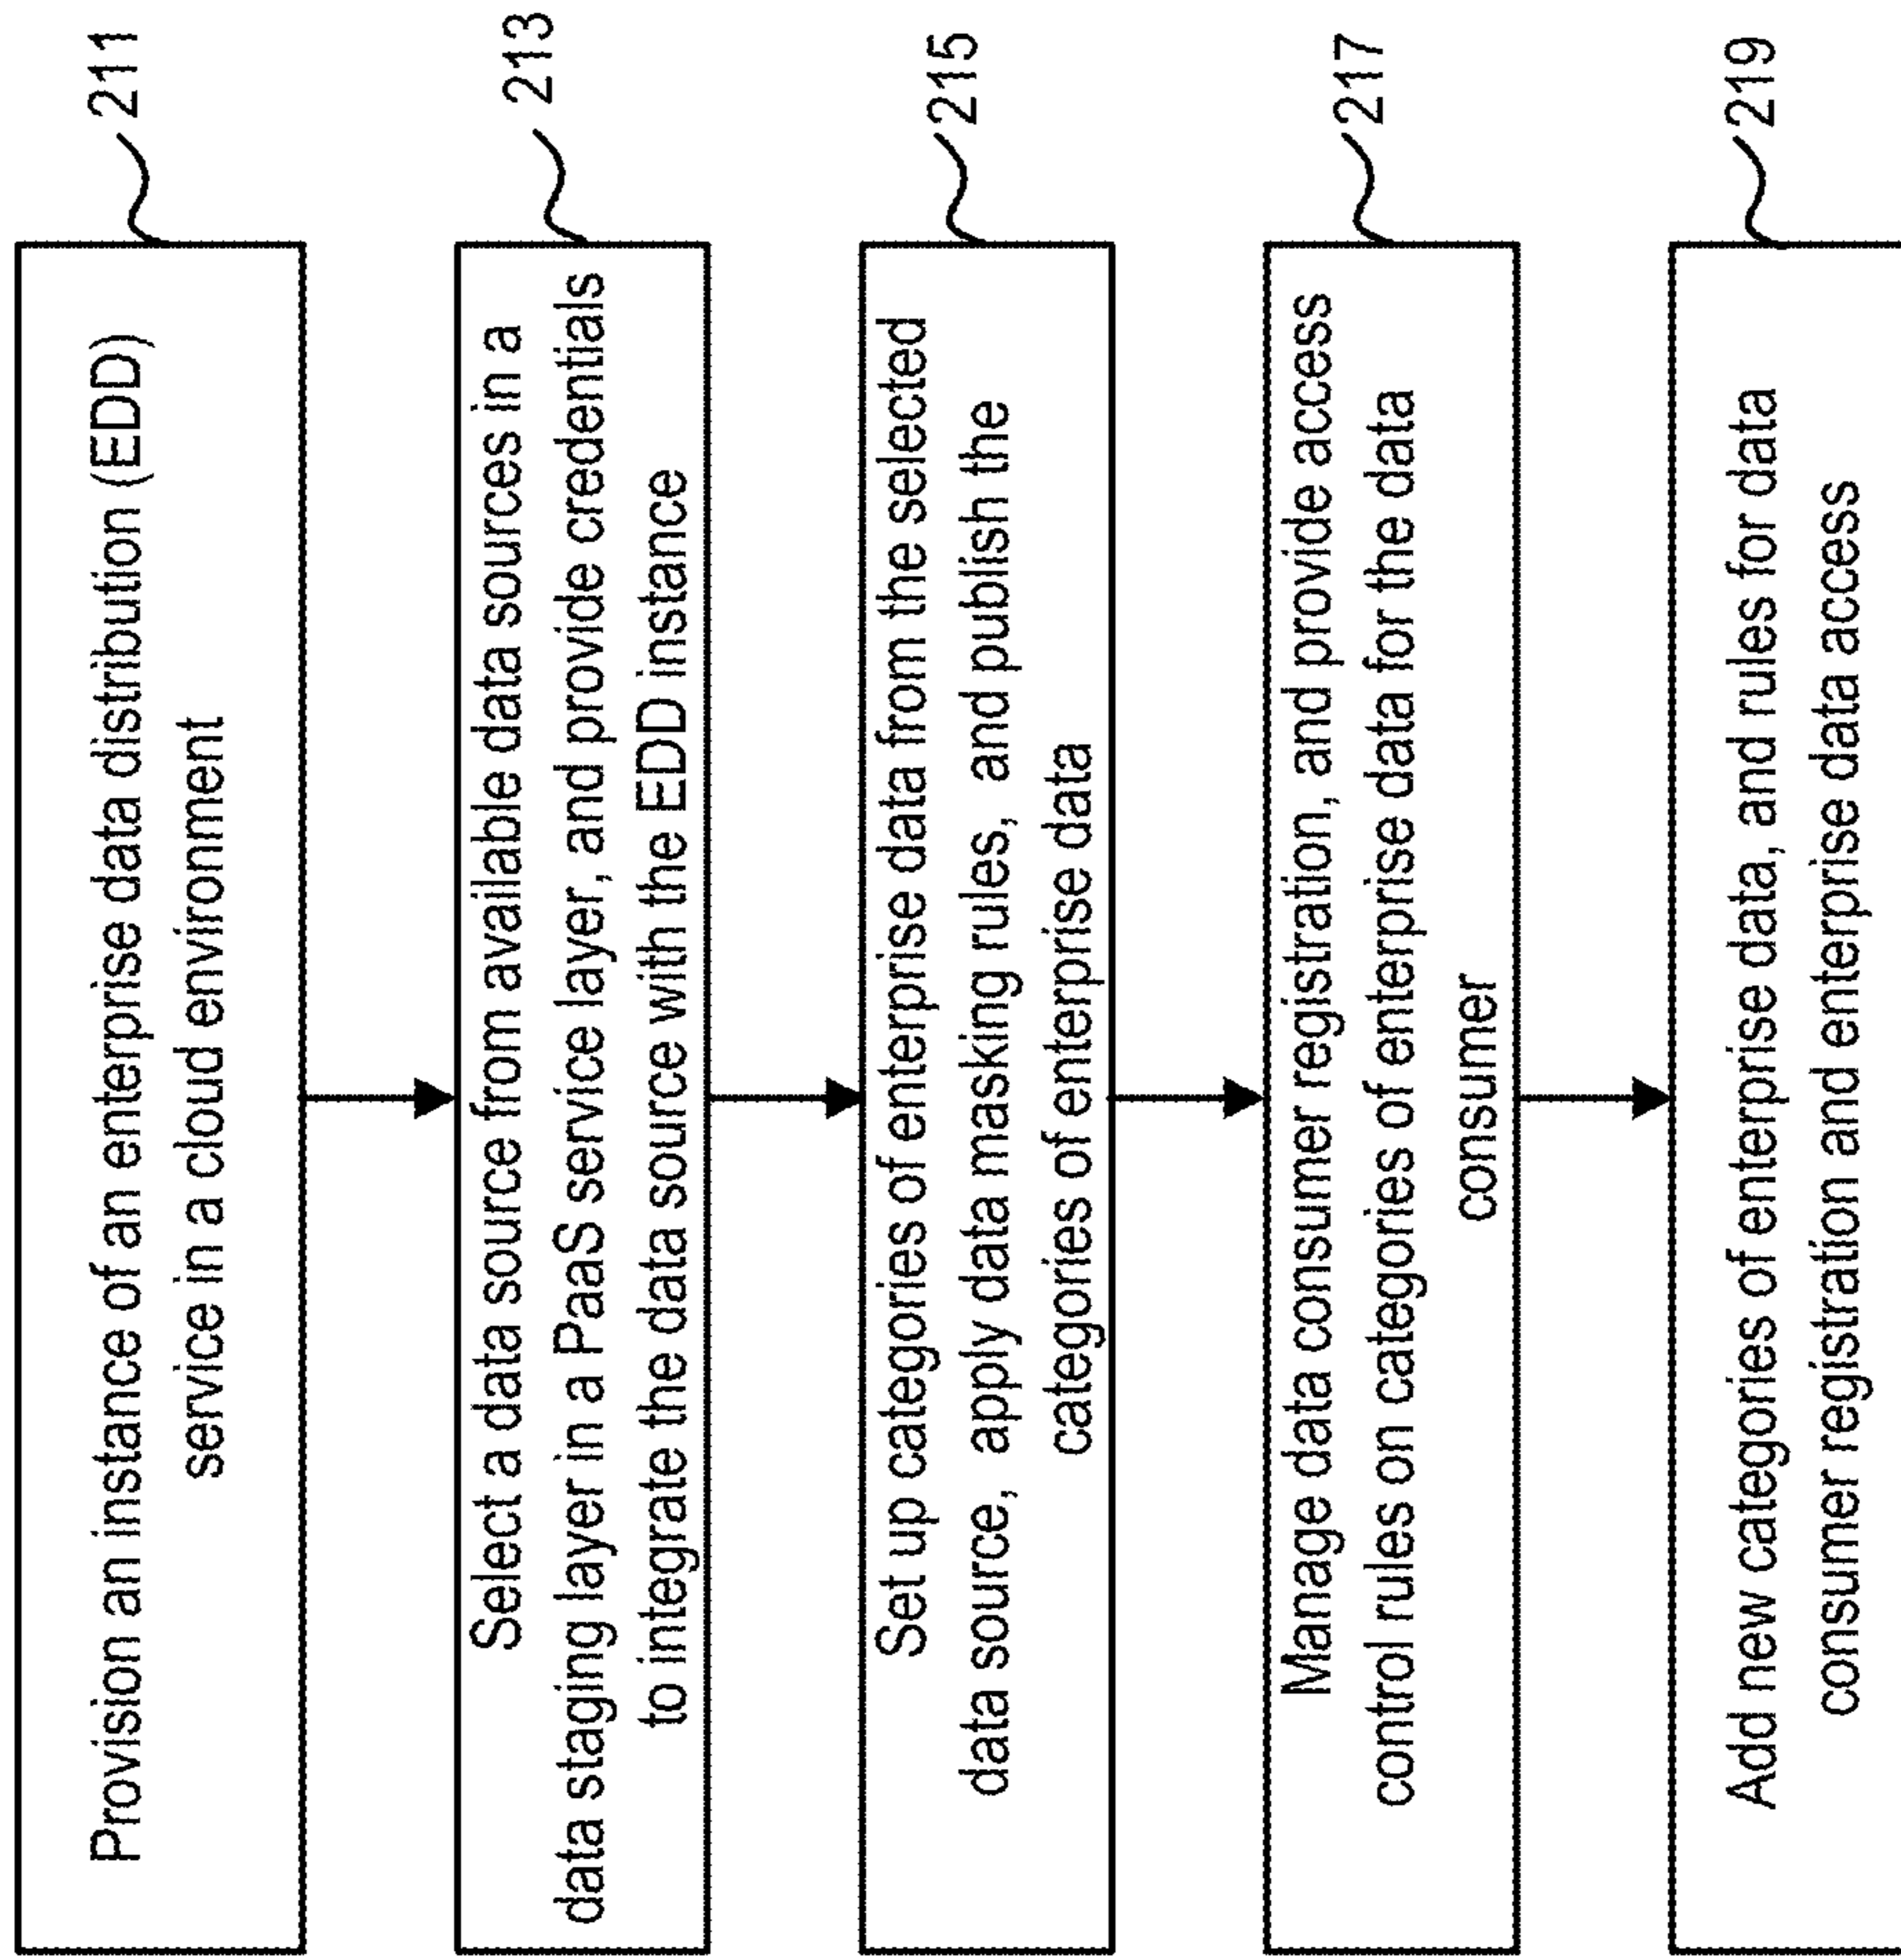 Provision an instance of an enterprise data distribution (EDD)
service in a cloud environment
211
Select a data source from available data sources in a
data staging layer in a PaaS service layer, and provide credentials
to integrate the data source with the EDD instance
213
Set up categories of enterprise data from the selected
data source, apply data masking rules, and publish the
categories of enterprise data
215
Manage data consumer registration, and provide access
control rules on categories of enterprise data for the data
consumer
217
Add new categories of enterprise data, and rules for data
consumer registration and enterprise data access
219